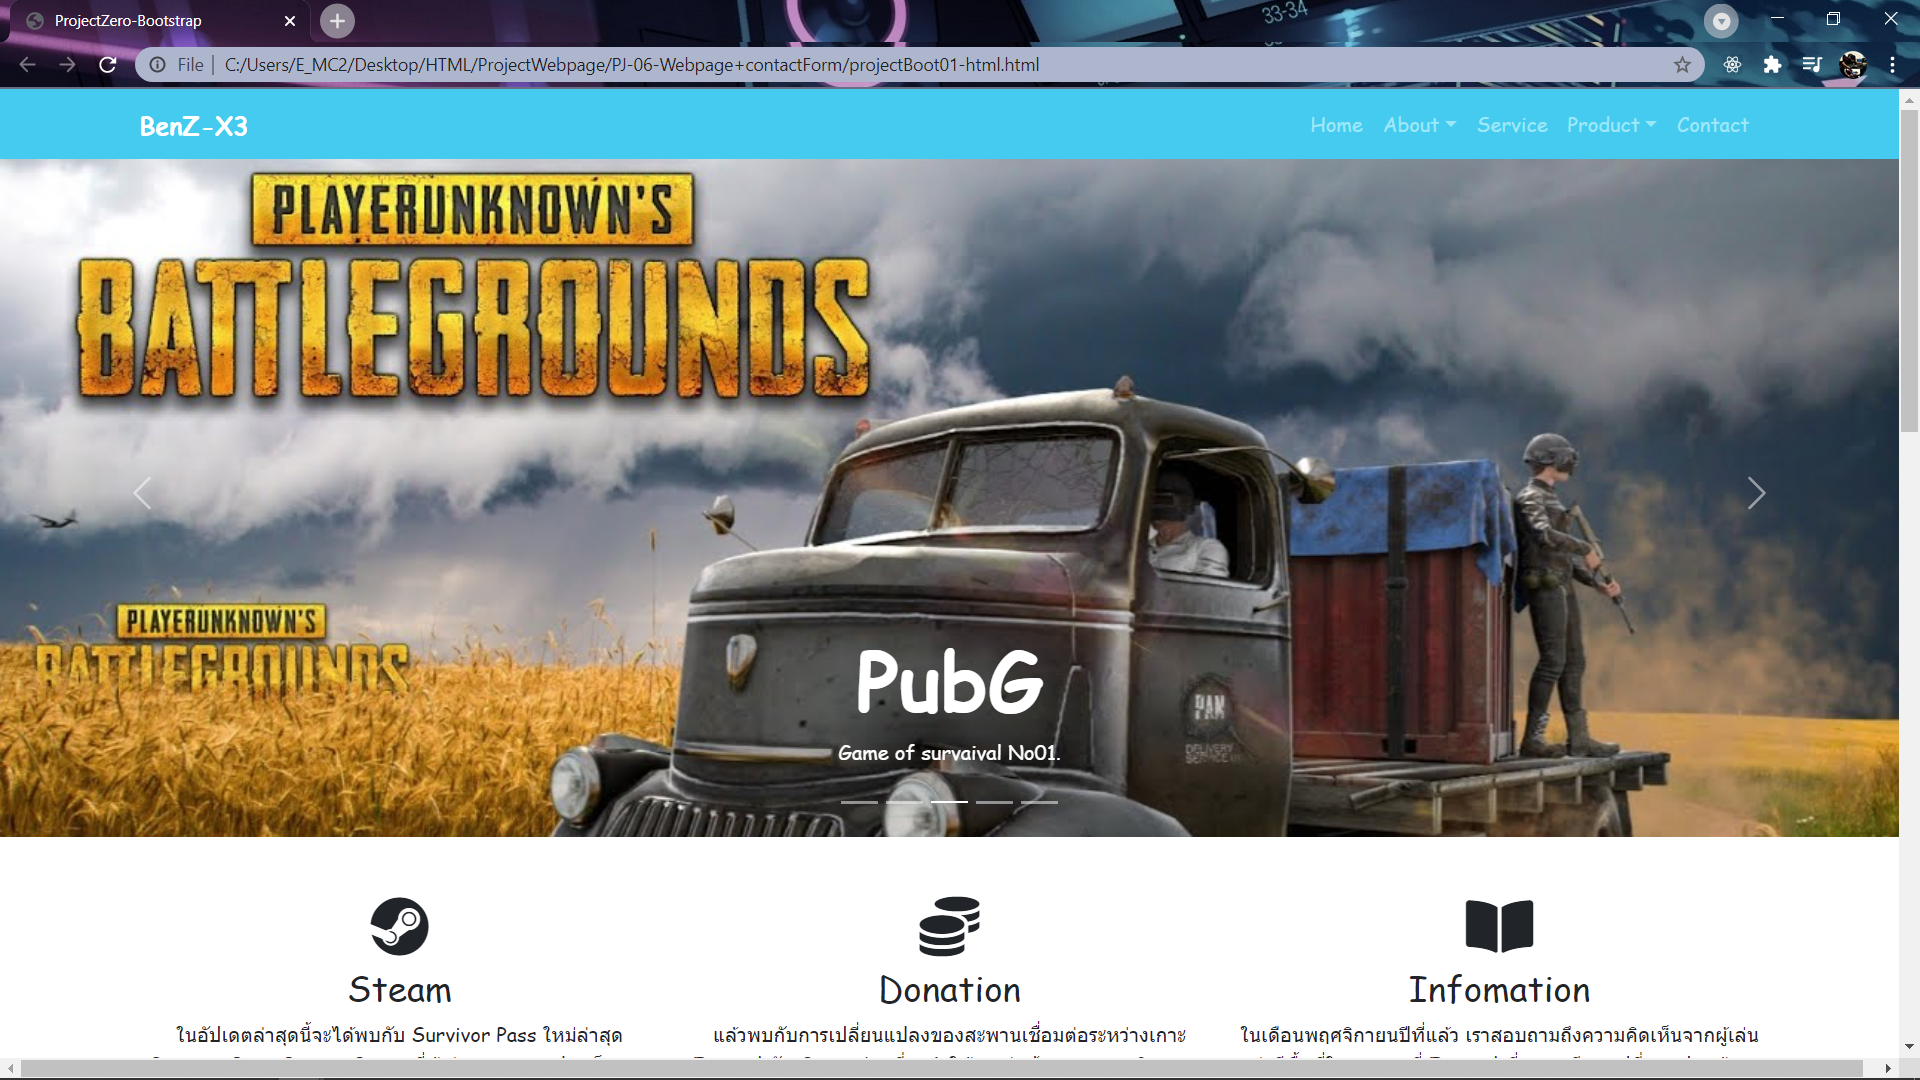 ProjectZero-Bootstrap
33-34
File | C:/Users/E_MC2/Desktop/HTML/ProjectWebpage/PJ-06-Webpage+contactForm/projectBoot01-html.html
BenZ-X3 Home About Service Product Contact
PLAYERUNKNOWN'S
BATTLEGROUNDS
PLAYERUNKNOWN'S
BATTLEGROUNDS
PAN
DELIVERY
SERVICE
PubG
Game of survaival No01.
Steam Donation Infomation
ในอัปเดตล่าสุดนี้จะได้พบกับ Survivor Pass ใหม่ล่าสุด แล้วพบกับการเปลี่ยนแปลงของสะพานเชื่อมต่อระหว่างเกาะ ในเดือนพฤศจิกายนปีที่แล้ว เราสอบถามถึงความคิดเห็นจากผู้เล่น